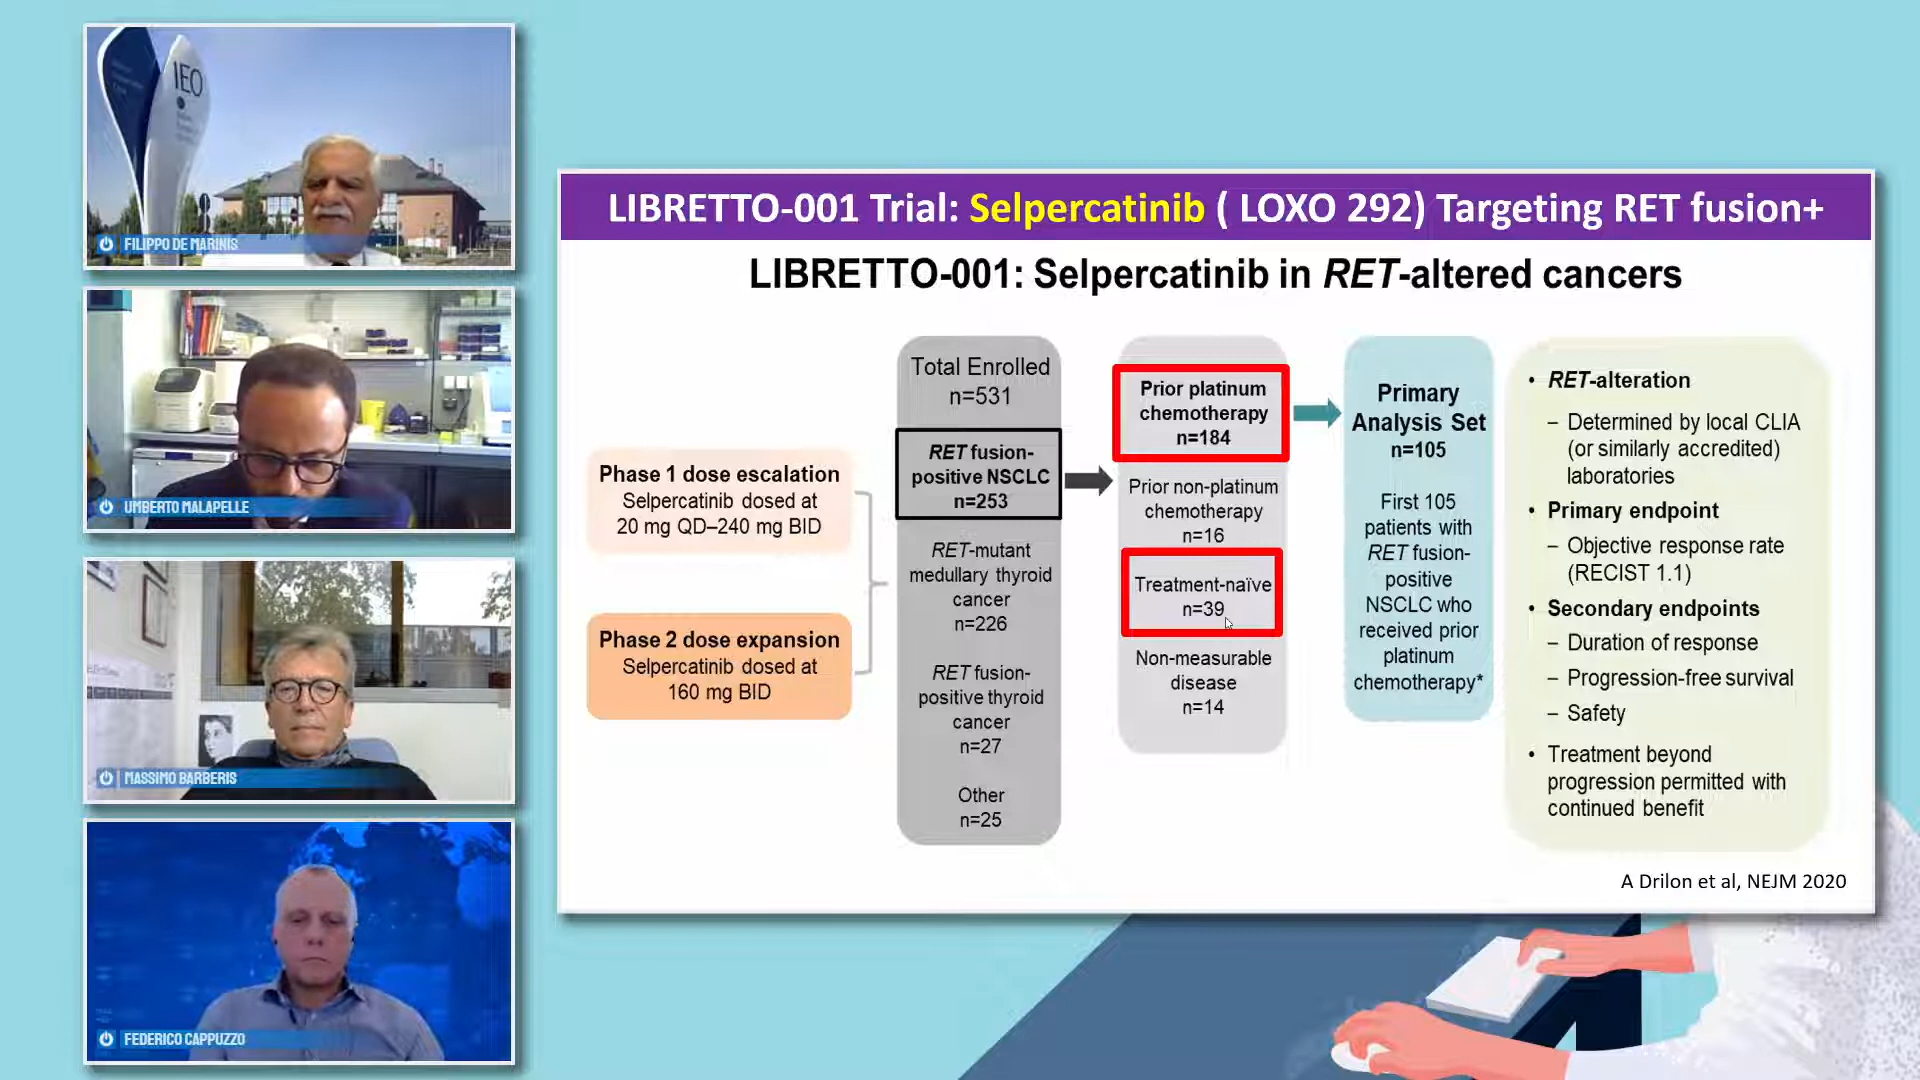 IEO
FILIPPO DE MARINIS
UMBERTO MALAPELLE
MASSIMO BARBERIS
FEDERICO CAPPUZZO
LIBRETTO-001 Trial: Selpercatinib ( LOXO 292) Targeting RET fusion+
LIBRETTO-001: Selpercatinib in RET-altered cancers
Phase 1 dose escalation
Selpercatinib dosed at
20 mg QD–240 mg BID
Phase 2 dose expansion
Selpercatinib dosed at
160 mg BID
Total Enrolled
n=531
RET fusion-
positive NSCLC
n=253
RET-mutant
medullary thyroid
cancer
n=226
RET fusion-
positive thyroid
cancer
n=27
Other
n=25
Prior platinum
chemotherapy
n=184
Prior non-platinum
chemotherapy
n=16
Treatment-naïve
n=39
Non-measurable
disease
n=14
Primary
Analysis Set
n=105
First 105
patients with
RET fusion-
positive
NSCLC who
received prior
platinum
chemotherapy*
• RET-alteration
– Determined by local CLIA
(or similarly accredited)
laboratories
• Primary endpoint
– Objective response rate
(RECIST 1.1)
• Secondary endpoints
– Duration of response
– Progression-free survival
– Safety
• Treatment beyond
progression permitted with
continued benefit
A Drilon et al, NEJM 2020